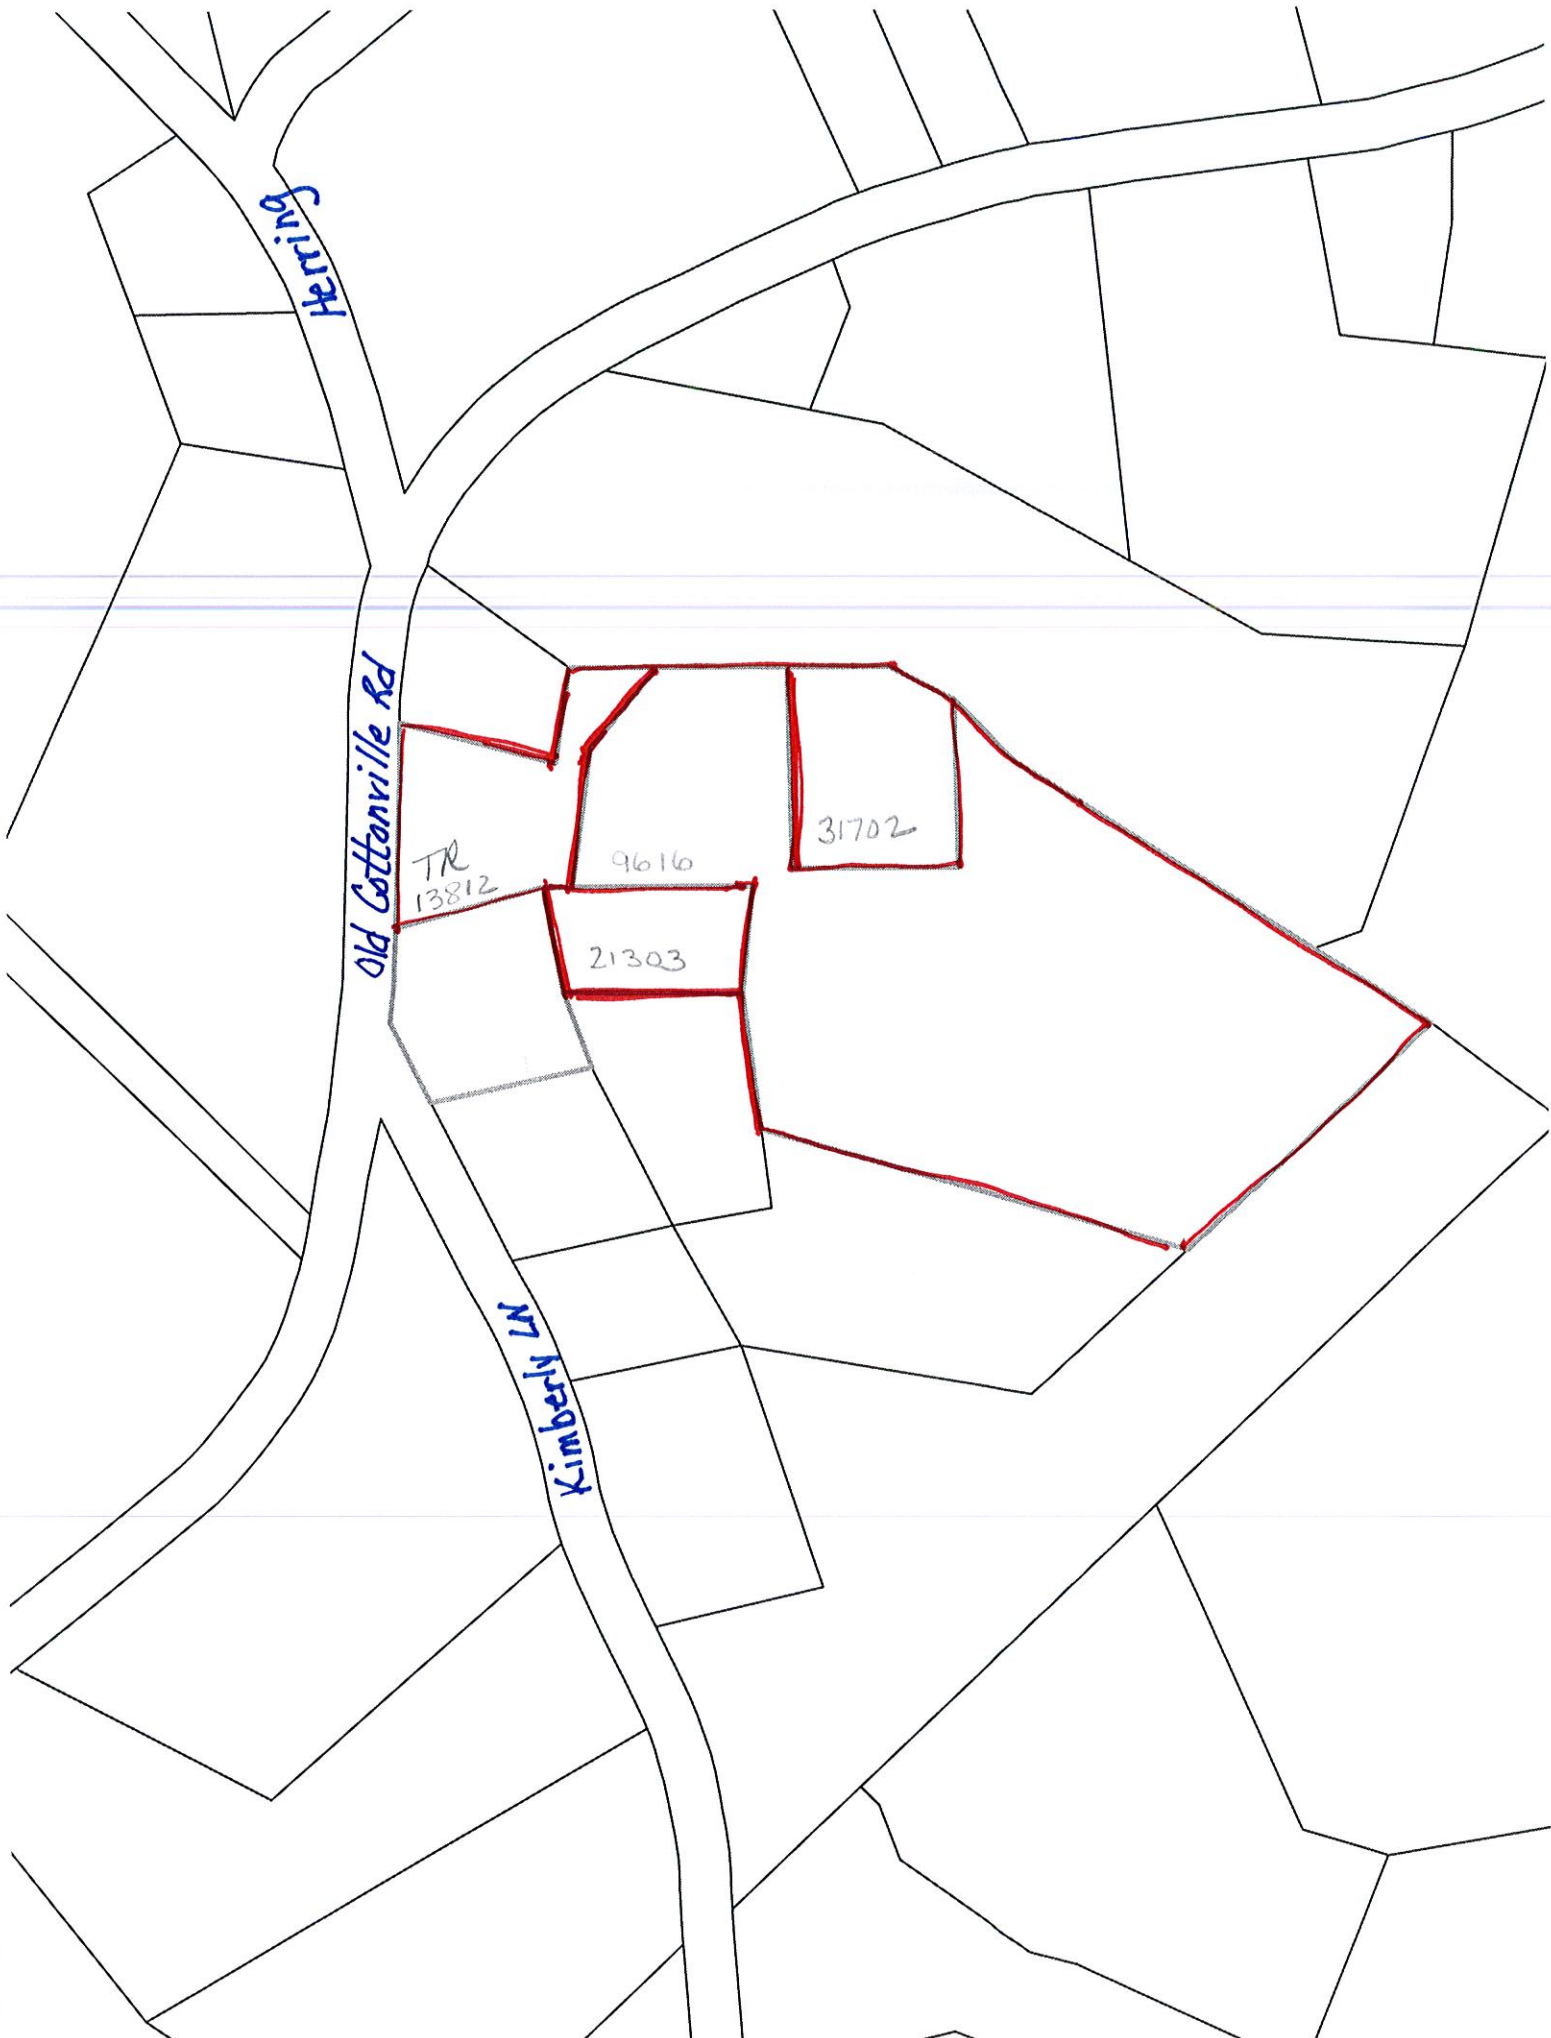 Herring
Old Cottonville Rd
31702
TR
13812
9616
21303
Kimberly LN